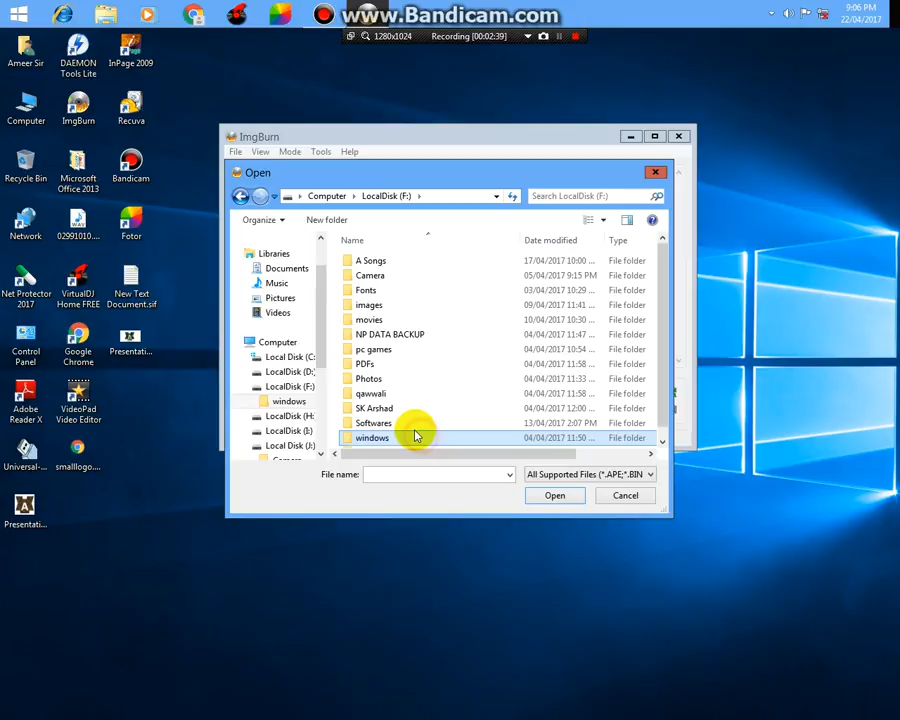 www.Bandicam.com
9:06 PM
22/04/2017
1280x1024 Recording [00:02:39]
Ameer Sir
DAEMON Tools Lite
InPage 2009
Computer
ImgBurn
Recuva
Recycle Bin
Microsoft Office 2013
Bandicam
Network
02991010....
Fotor
Net Protector 2017
VirtualDJ Home FREE
New Text Document.sif
Control Panel
Google Chrome
Presentati...
Adobe Reader X
VideoPad Video Editor
Universal-...
smalllogo....
Presentati...
ImgBurn
File View Mode Tools Help
Open
Computer LocalDisk (F:)
Search LocalDisk (F:)
Organize New folder
Name Date modified Type
Libraries
Documents
Music
Pictures
Videos
Computer
Local Disk (C:
LocalDisk (D:)
LocalDisk (F:)
windows
LocalDisk (H:
LocalDisk (I:)
Local Disk (J:)
A Songs 17/04/2017 10:00 ... File folder
Camera 05/04/2017 9:15 PM File folder
Fonts 03/04/2017 10:29 ... File folder
images 09/04/2017 11:41 ... File folder
movies 10/04/2017 10:30 ... File folder
NP DATA BACKUP 04/04/2017 11:47 ... File folder
pc games 04/04/2017 10:54 ... File folder
PDFs 04/04/2017 11:58 ... File folder
Photos 04/04/2017 11:33 ... File folder
qawwali 04/04/2017 11:58 ... File folder
SK Arshad 04/04/2017 12:00 ... File folder
Softwares 13/04/2017 2:07 PM File folder
windows 04/04/2017 11:50 ... File folder
File name:
All Supported Files (*.APE;*.BIN
Open Cancel